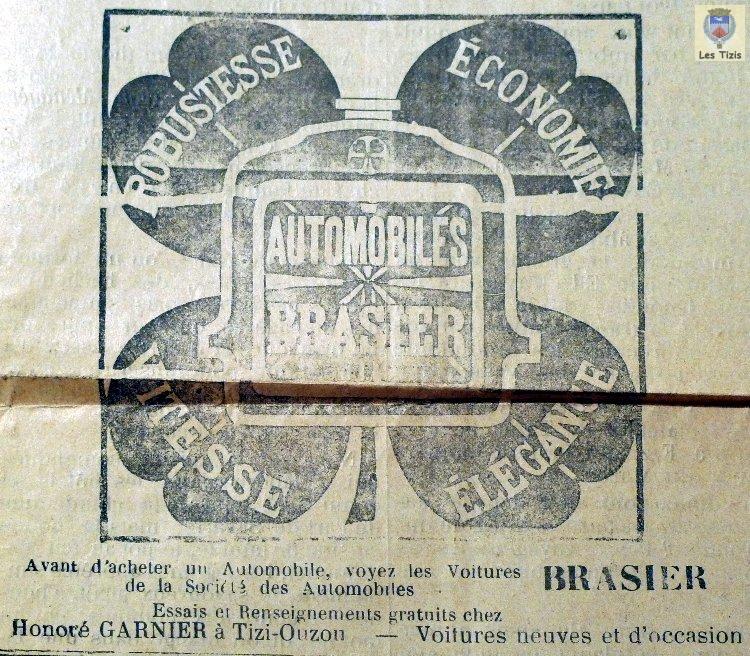 Les Tizis
ROBUSTESSE
ÉCONOMIE
AUTOMOBILES
BRASIER
VITESSE
ÉLÉGANCE
Avant d'acheter un Automobile, voyez les Voitures BRASIER
de la Société des Automobiles
Essais et Renseignements gratuits chez
Honoré GARNIER à Tizi-Ouzou — Voitures neuves et d'occasion